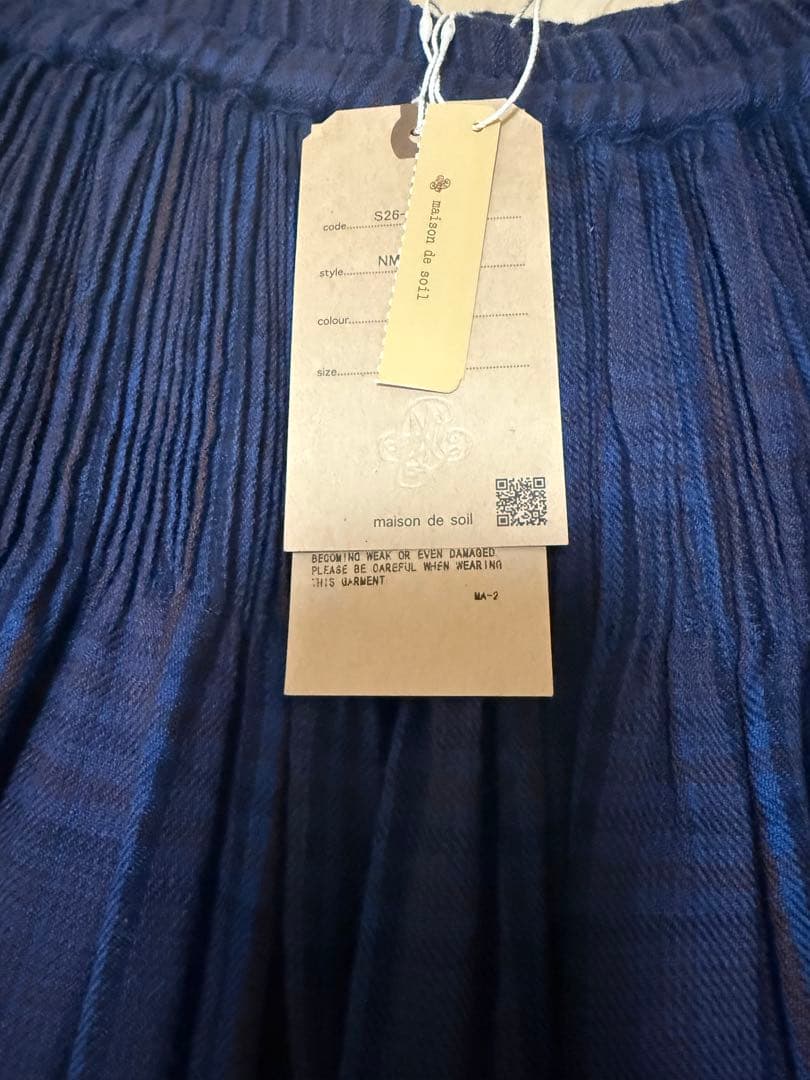 code.......... S26-
style.......... NM
colour..........
size..........
maison de soil
maison de soil
BECOMING WEAK OR EVEN DAMAGED
PLEASE BE CAREFUL WHEN WEARING
THIS GARMENT
MA-2